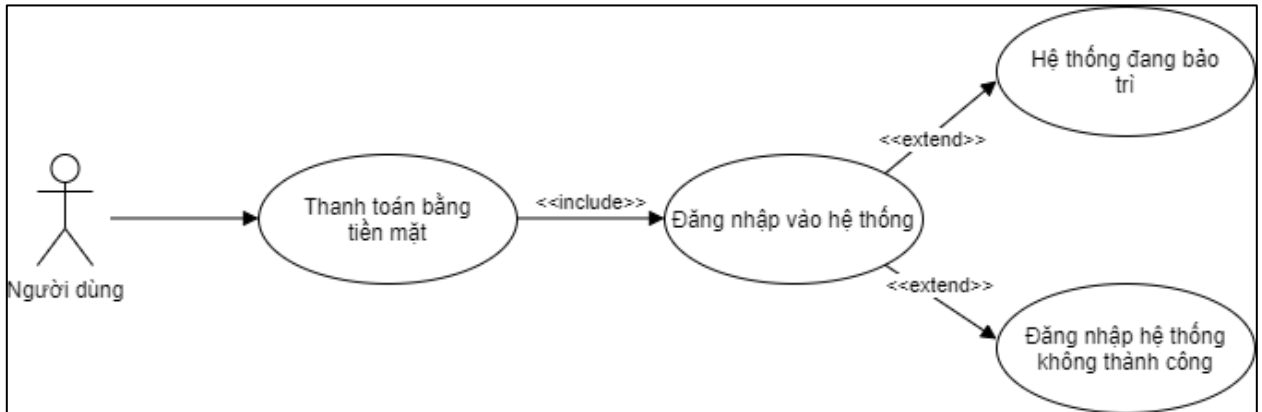 Hệ thống đang bảo
trì
<<extend>>
Thanh toán bằng
tiền mặt
<<include>>
Đăng nhập vào hệ thống
Người dùng
<<extend>>
Đăng nhập hệ thống
không thành công